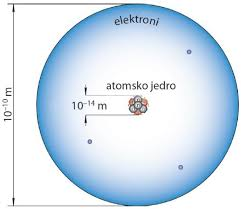 elektroni
atomsko jedro
10⁻¹⁴ m
10⁻¹⁰ m